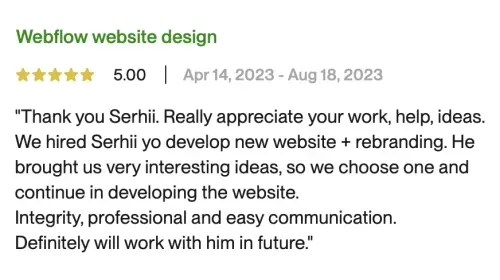 Webflow website design
5.00 | Apr 14, 2023 - Aug 18, 2023
"Thank you Serhii. Really appreciate your work, help, ideas.
We hired Serhii yo develop new website + rebranding. He
brought us very interesting ideas, so we choose one and
continue in developing the website.
Integrity, professional and easy communication.
Definitely will work with him in future."